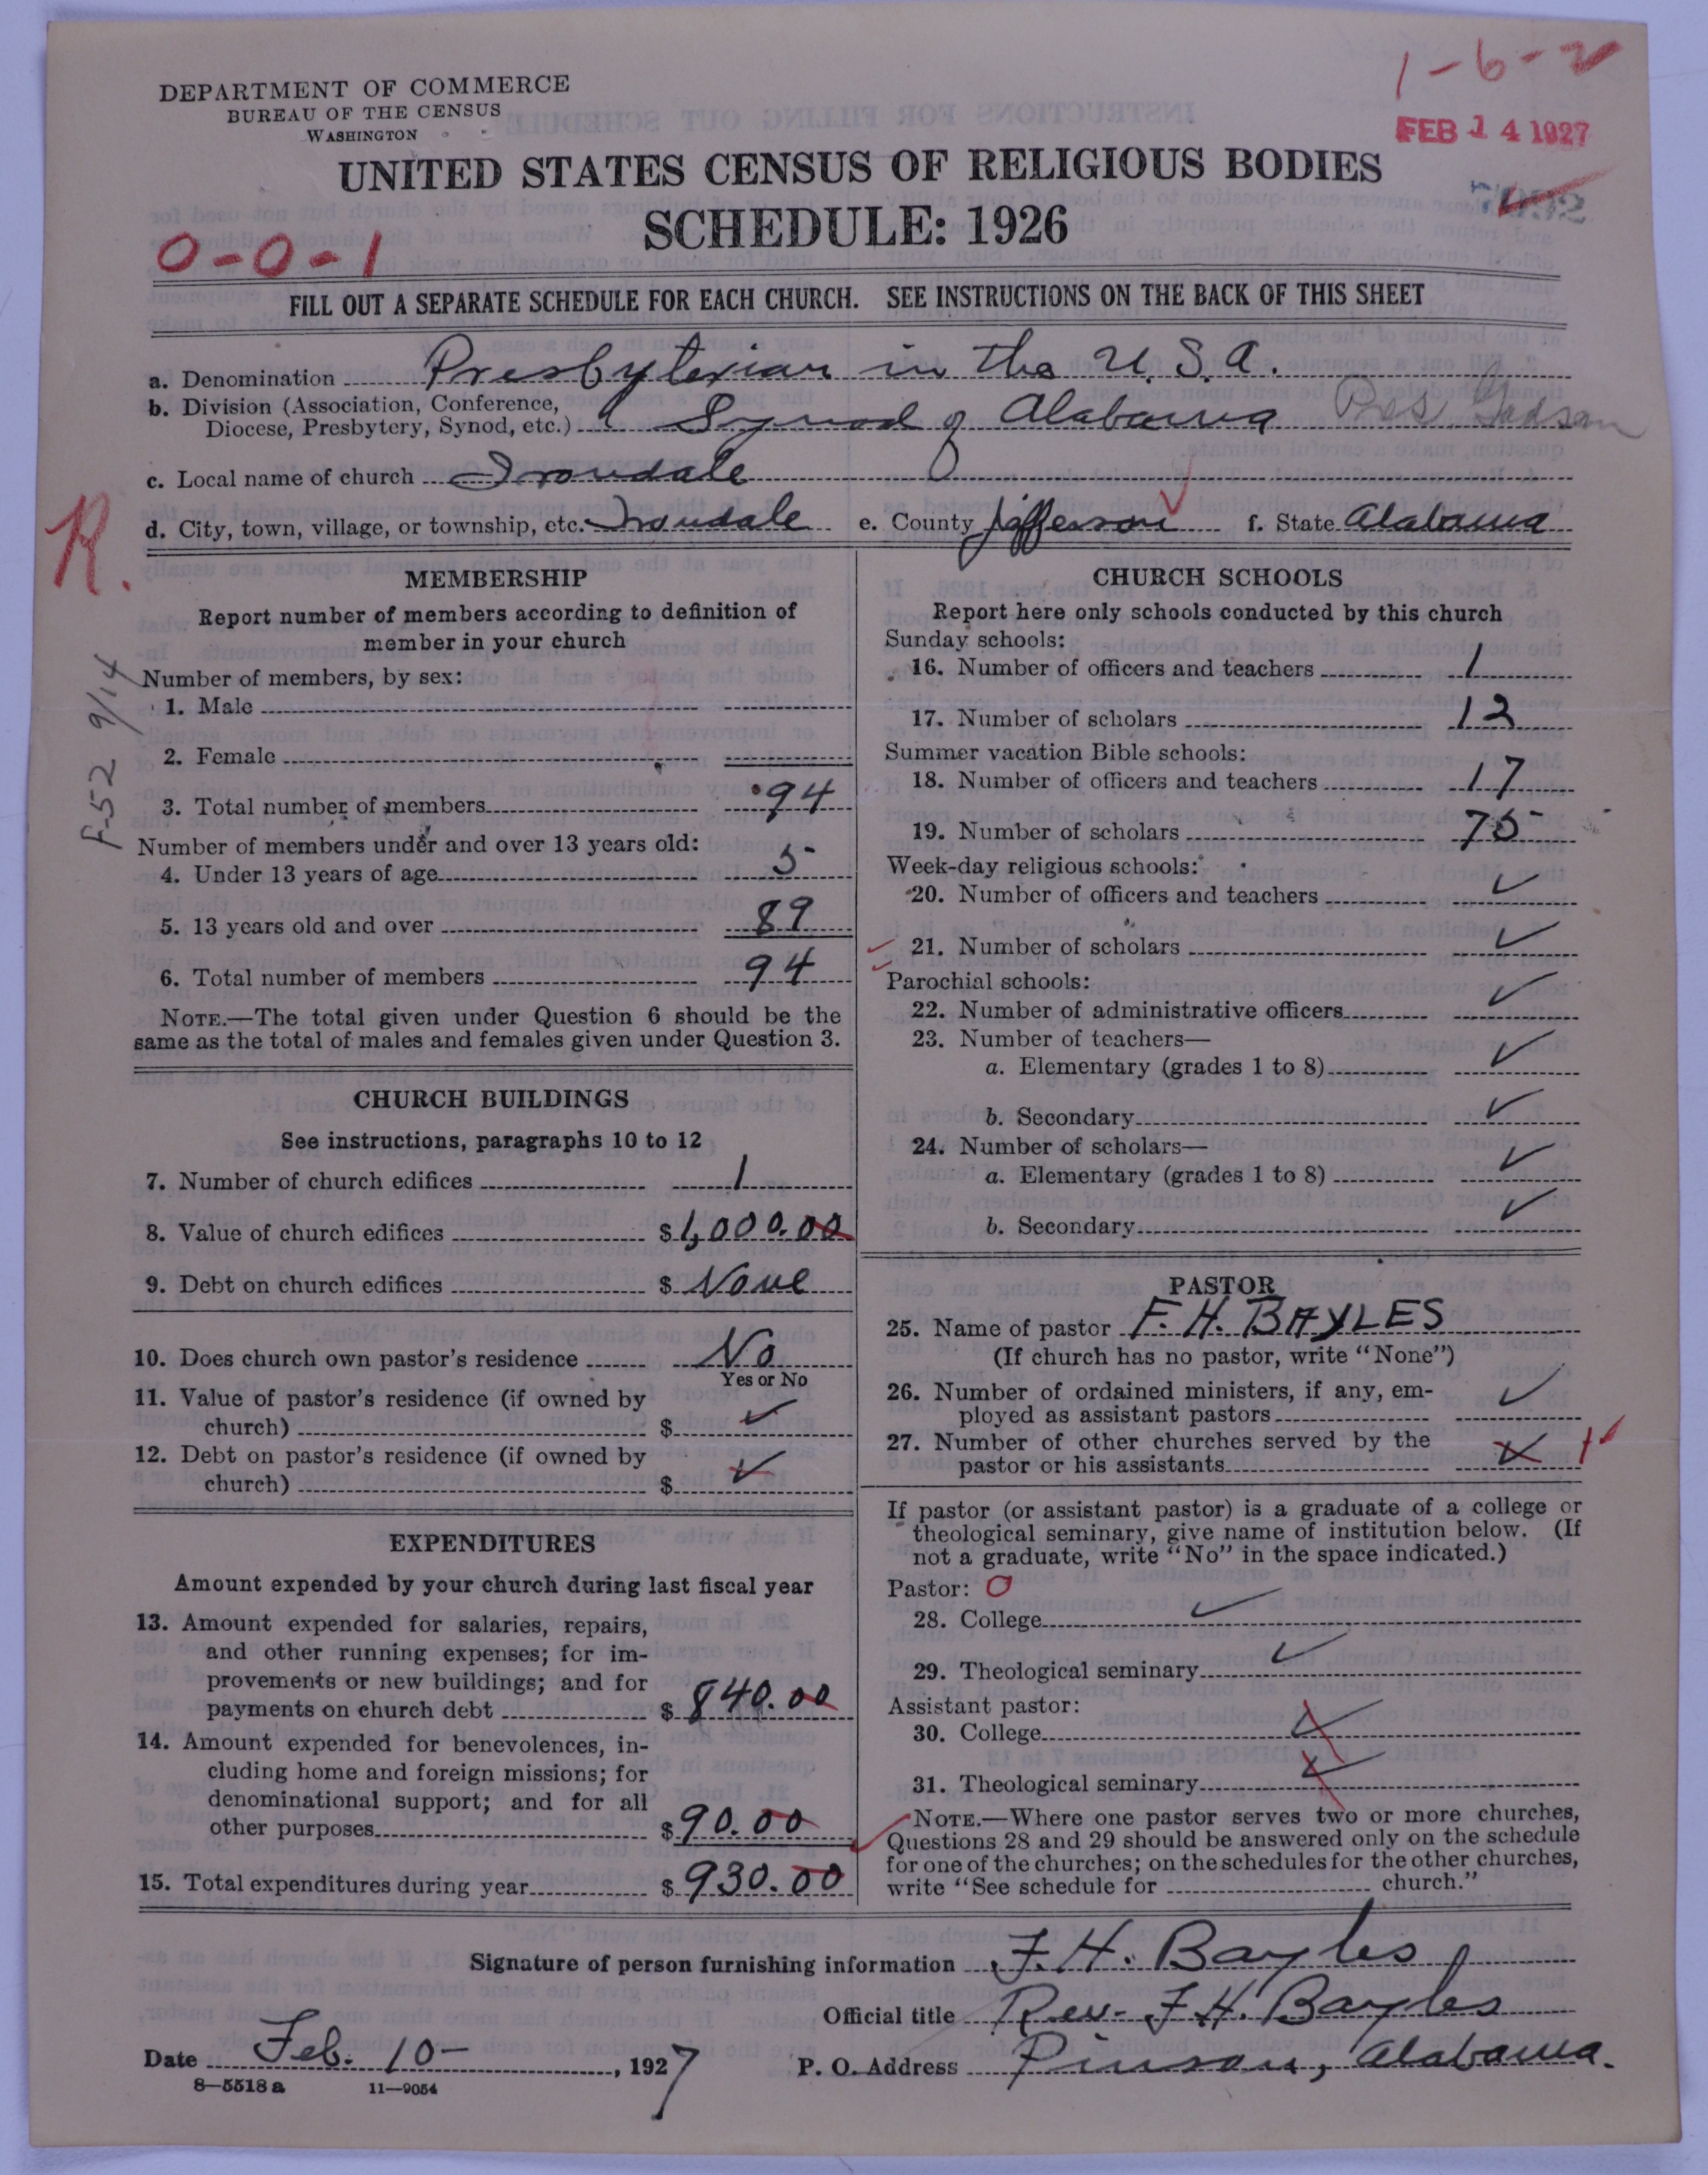 1-6-2
DEPARTMENT OF COMMERCE
BUREAU OF THE CENSUS
WASHINGTON
FEB 14 1927
UNITED STATES CENSUS OF RELIGIOUS BODIES
SCHEDULE: 1926
0-0-1
FILL OUT A SEPARATE SCHEDULE FOR EACH CHURCH. SEE INSTRUCTIONS ON THE BACK OF THIS SHEET
a. Denomination Presbyterian in the U.S.A.
b. Division (Association, Conference,
Diocese, Presbytery, Synod, etc.) Synod of Alabama Pres. Gadsden
c. Local name of church Irondale
d. City, town, village, or township, etc. Irondale e. County Jefferson f. State Alabama
R.
MEMBERSHIP
Report number of members according to definition of
member in your church
Number of members, by sex:
1. Male
2. Female
3. Total number of members 94
Number of members under and over 13 years old:
4. Under 13 years of age 5
5. 13 years old and over 89
6. Total number of members 94
NOTE.—The total given under Question 6 should be the
same as the total of males and females given under Question 3.
F-52 9/14
CHURCH BUILDINGS
See instructions, paragraphs 10 to 12
7. Number of church edifices 1
8. Value of church edifices $1,000.00
9. Debt on church edifices $ None
10. Does church own pastor's residence No
Yes or No
11. Value of pastor's residence (if owned by
church) $ ✓
12. Debt on pastor's residence (if owned by
church) $ ✓
EXPENDITURES
Amount expended by your church during last fiscal year
13. Amount expended for salaries, repairs,
and other running expenses; for im-
provements or new buildings; and for
payments on church debt $ 840.00
14. Amount expended for benevolences, in-
cluding home and foreign missions; for
denominational support; and for all
other purposes $ 90.00
15. Total expenditures during year $ 930.00
CHURCH SCHOOLS
Report here only schools conducted by this church
Sunday schools:
16. Number of officers and teachers 1
17. Number of scholars 12
Summer vacation Bible schools:
18. Number of officers and teachers 17
19. Number of scholars 75
Week-day religious schools:
20. Number of officers and teachers ✓
21. Number of scholars ✓
Parochial schools:
22. Number of administrative officers ✓
23. Number of teachers—
a. Elementary (grades 1 to 8) ✓
b. Secondary ✓
24. Number of scholars—
a. Elementary (grades 1 to 8) ✓
b. Secondary ✓
PASTOR
25. Name of pastor F. H. BAYLES
(If church has no pastor, write "None")
26. Number of ordained ministers, if any, em-
ployed as assistant pastors ✓
27. Number of other churches served by the
pastor or his assistants ✓
If pastor (or assistant pastor) is a graduate of a college or
theological seminary, give name of institution below. (If
not a graduate, write "No" in the space indicated.)
Pastor: 0
28. College ✓
29. Theological seminary ✓
Assistant pastor:
30. College ✓
31. Theological seminary ✓
NOTE.—Where one pastor serves two or more churches,
Questions 28 and 29 should be answered only on the schedule
for one of the churches; on the schedules for the other churches,
write "See schedule for church."
Signature of person furnishing information F. H. Bayles
Official title Rev. F. H. Bayles
Date Feb. 10-, 1927 P. O. Address Pinson, Alabama.
8—5518 a 11—9054